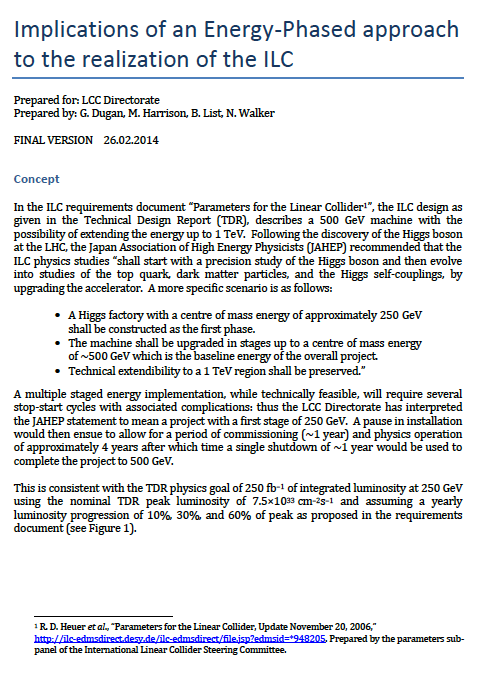 Implications of an Energy-Phased approach
to the realization of the ILC
Prepared for: LCC Directorate
Prepared by: G. Dugan, M. Harrison, B. List, N. Walker
FINAL VERSION 26.02.2014
Concept
In the ILC requirements document “Parameters for the Linear Collider¹”, the ILC design as
given in the Technical Design Report (TDR), describes a 500 GeV machine with the
possibility of extending the energy up to 1 TeV. Following the discovery of the Higgs boson
at the LHC, the Japan Association of High Energy Physicists (JAHEP) recommended that the
ILC physics studies “shall start with a precision study of the Higgs boson and then evolve
into studies of the top quark, dark matter particles, and the Higgs self-couplings, by
upgrading the accelerator. A more specific scenario is as follows:
• A Higgs factory with a centre of mass energy of approximately 250 GeV
shall be constructed as the first phase.
• The machine shall be upgraded in stages up to a centre of mass energy
of ~500 GeV which is the baseline energy of the overall project.
• Technical extendibility to a 1 TeV region shall be preserved.”
A multiple staged energy implementation, while technically feasible, will require several
stop-start cycles with associated complications: thus the LCC Directorate has interpreted
the JAHEP statement to mean a project with a first stage of 250 GeV. A pause in installation
would then ensue to allow for a period of commissioning (~1 year) and physics operation
of approximately 4 years after which time a single shutdown of ~1 year would be used to
complete the project to 500 GeV.
This is consistent with the TDR physics goal of 250 fb⁻¹ of integrated luminosity at 250 GeV
using the nominal TDR peak luminosity of 7.5×10³³ cm⁻²s⁻¹ and assuming a yearly
luminosity progression of 10%, 30%, and 60% of peak as proposed in the requirements
document (see Figure 1).
¹ R. D. Heuer et al., “Parameters for the Linear Collider, Update November 20, 2006,”
http://ilc-edmsdirect.desy.de/ilc-edmsdirect/file.jsp?edmsid=*948205. Prepared by the parameters sub-
panel of the International Linear Collider Steering Committee.